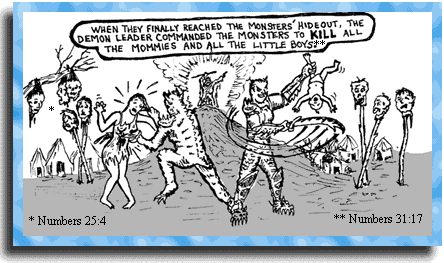 WHEN THEY FINALLY REACHED THE MONSTERS' HIDEOUT, THE
DEMON LEADER COMMANDED THE MONSTERS TO KILL ALL
THE MOMMIES AND ALL THE LITTLE BOYS**
*
* Numbers 25:4
** Numbers 31:17